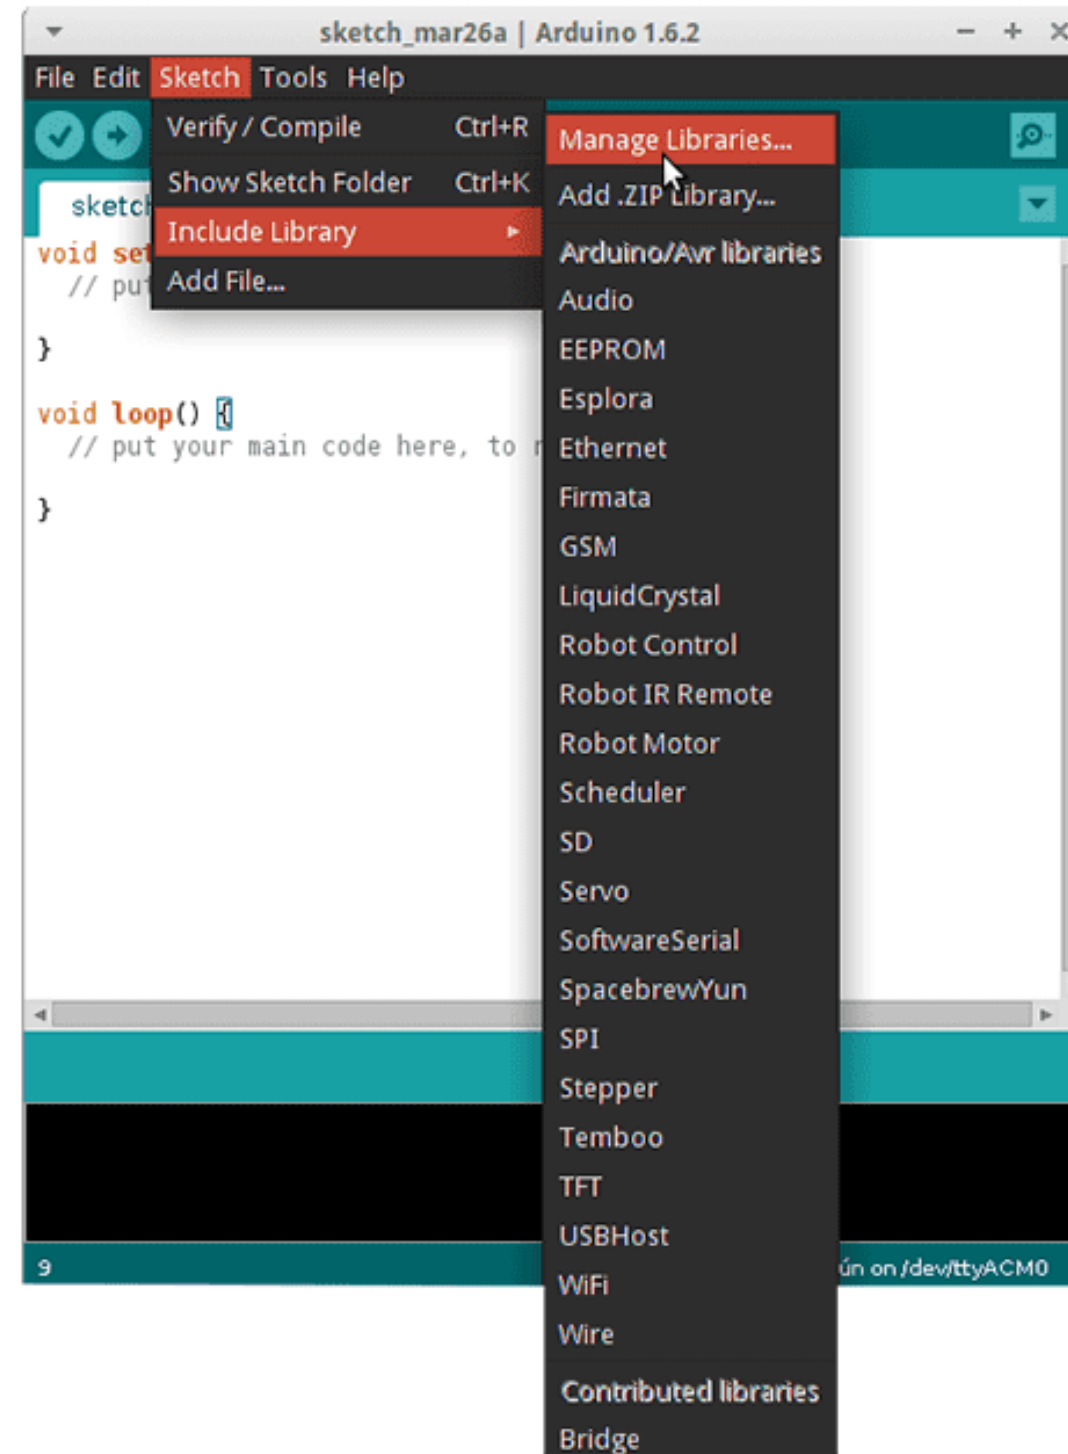 sketch_mar26a | Arduino 1.6.2
File Edit Sketch Tools Help
Verify / Compile Ctrl+R
Show Sketch Folder Ctrl+K
Include Library
Add File...
Manage Libraries...
Add .ZIP Library...
Arduino/Avr libraries
Audio
EEPROM
Esplora
Ethernet
Firmata
GSM
LiquidCrystal
Robot Control
Robot IR Remote
Robot Motor
Scheduler
SD
Servo
SoftwareSerial
SpacebrewYun
SPI
Stepper
Temboo
TFT
USBHost
WiFi
Wire
Contributed libraries
Bridge
void
// put
}
void loop() {
// put your main code here, to
}
9
on /dev/ttyACM0